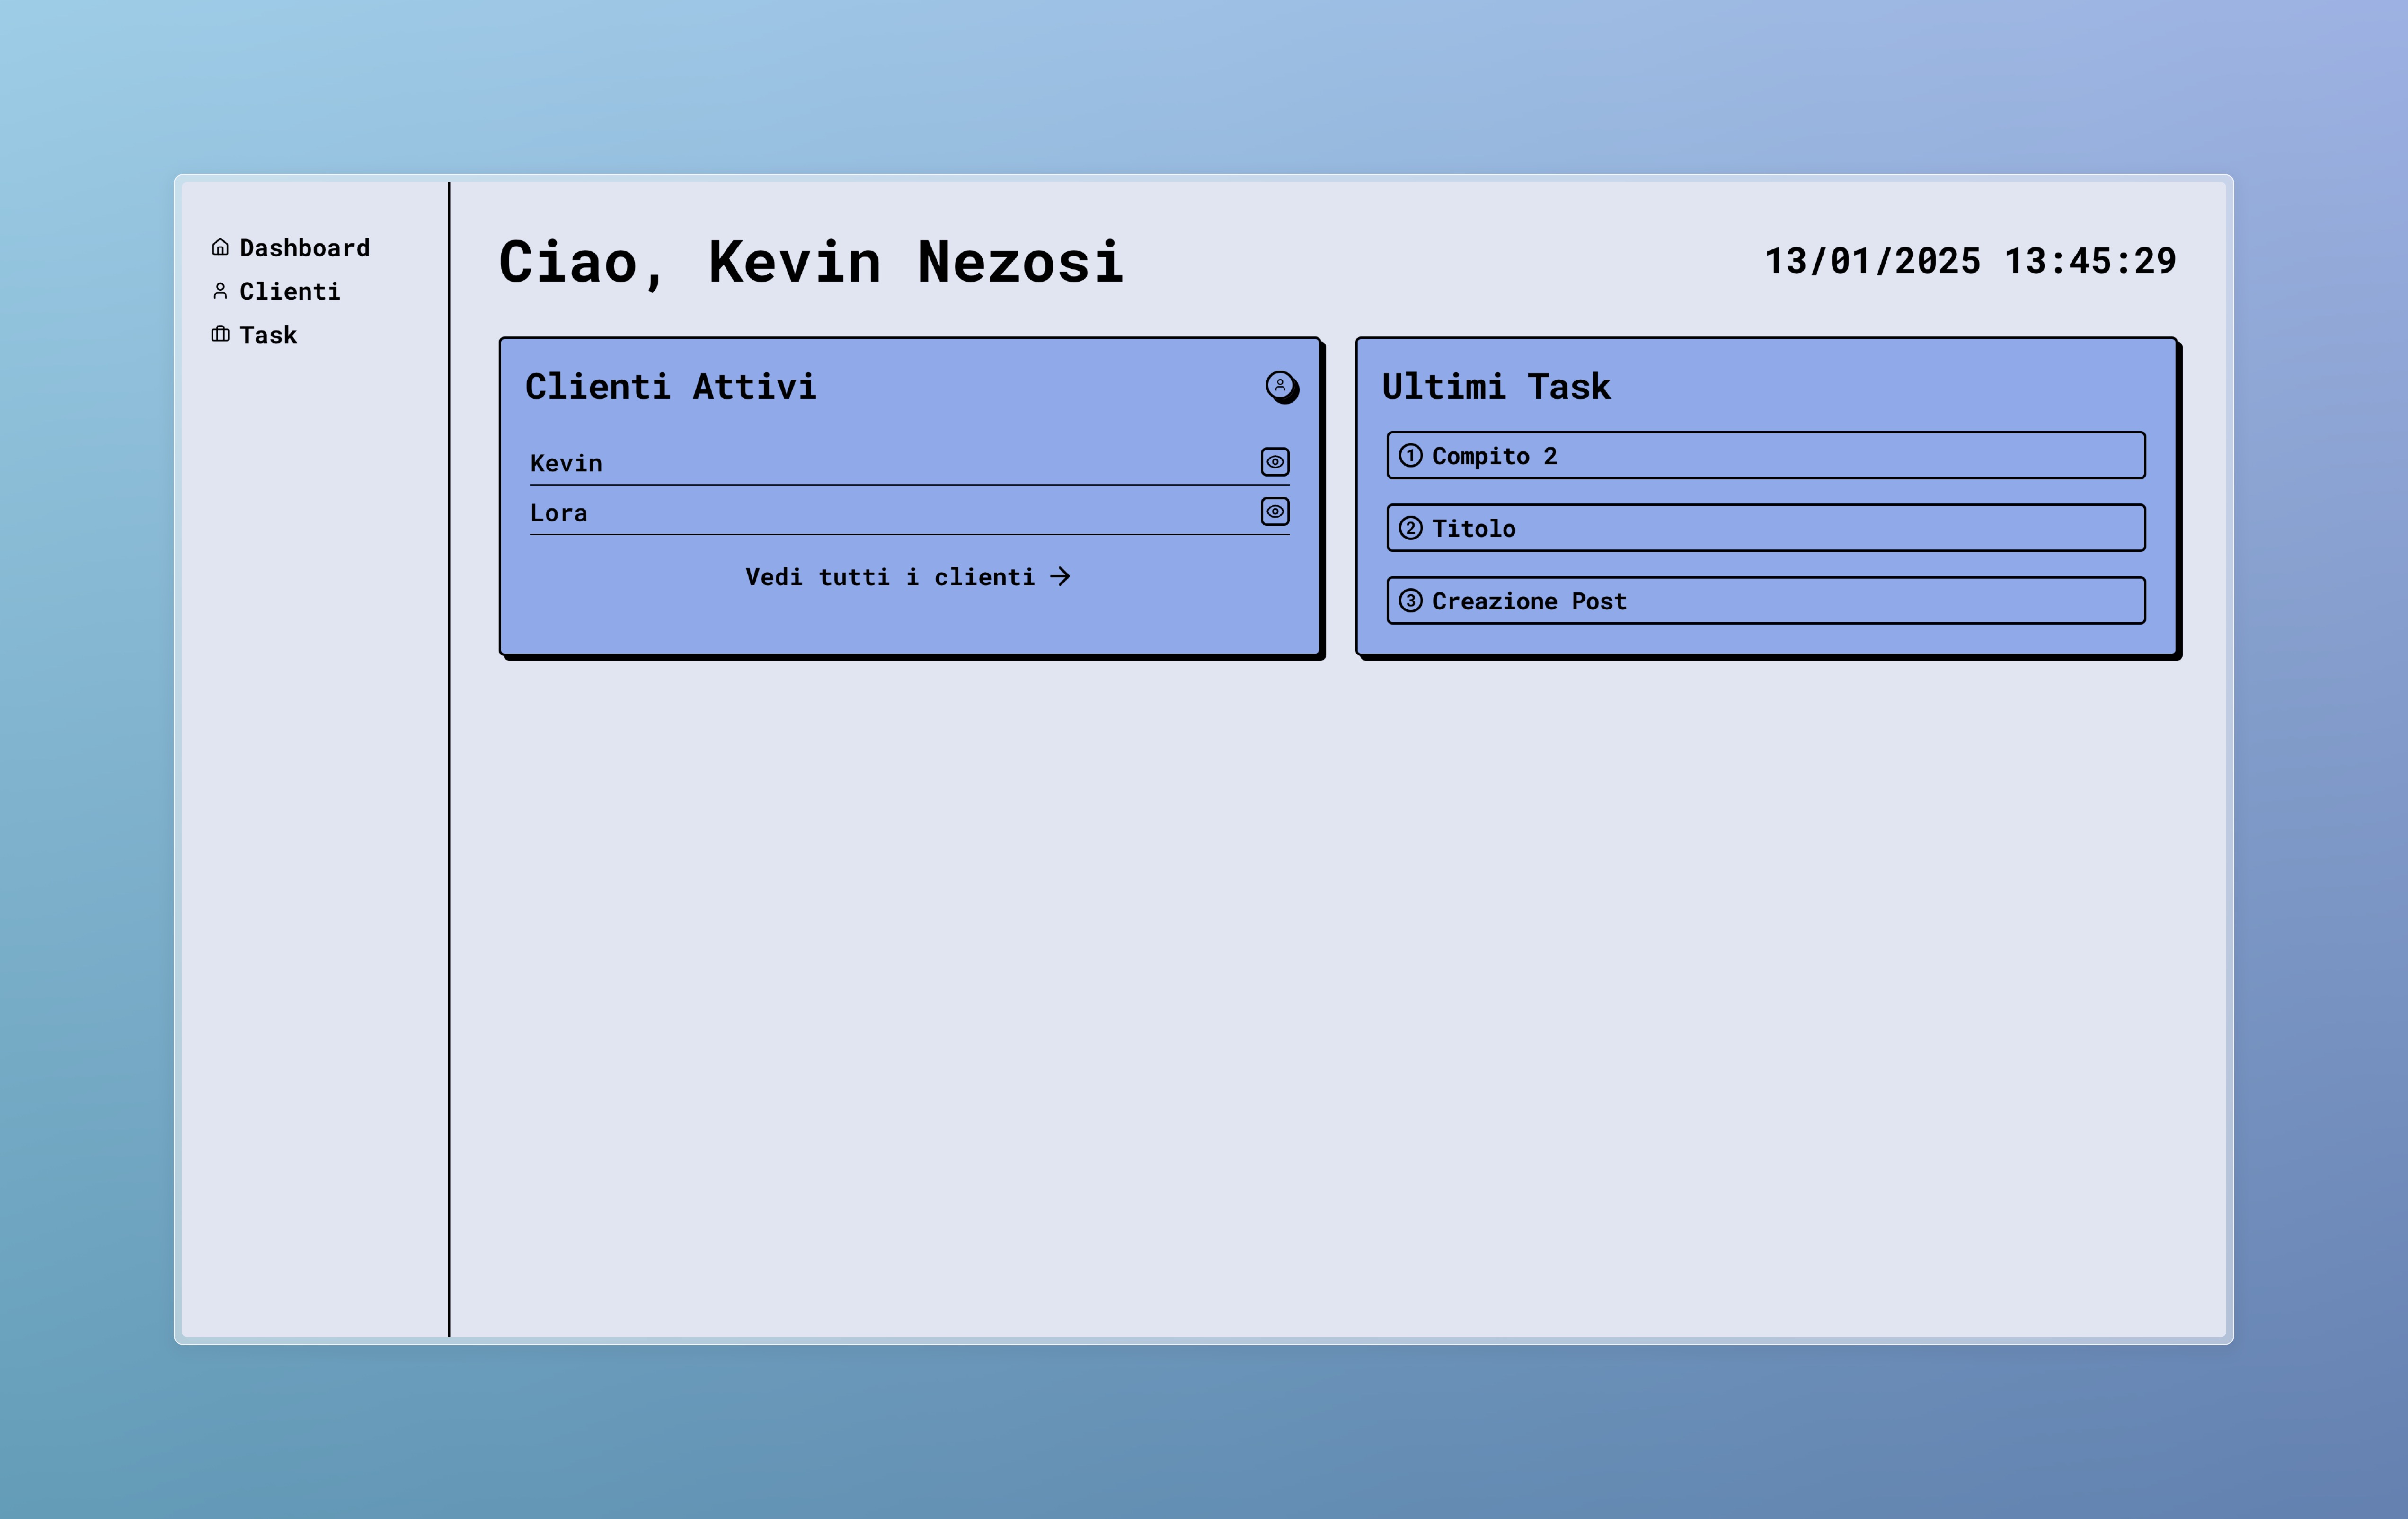 Dashboard
Clienti
Task
Ciao, Kevin Nezosi
13/01/2025 13:45:29
Clienti Attivi
Kevin
Lora
Vedi tutti i clienti →
Ultimi Task
1 Compito 2
2 Titolo
3 Creazione Post